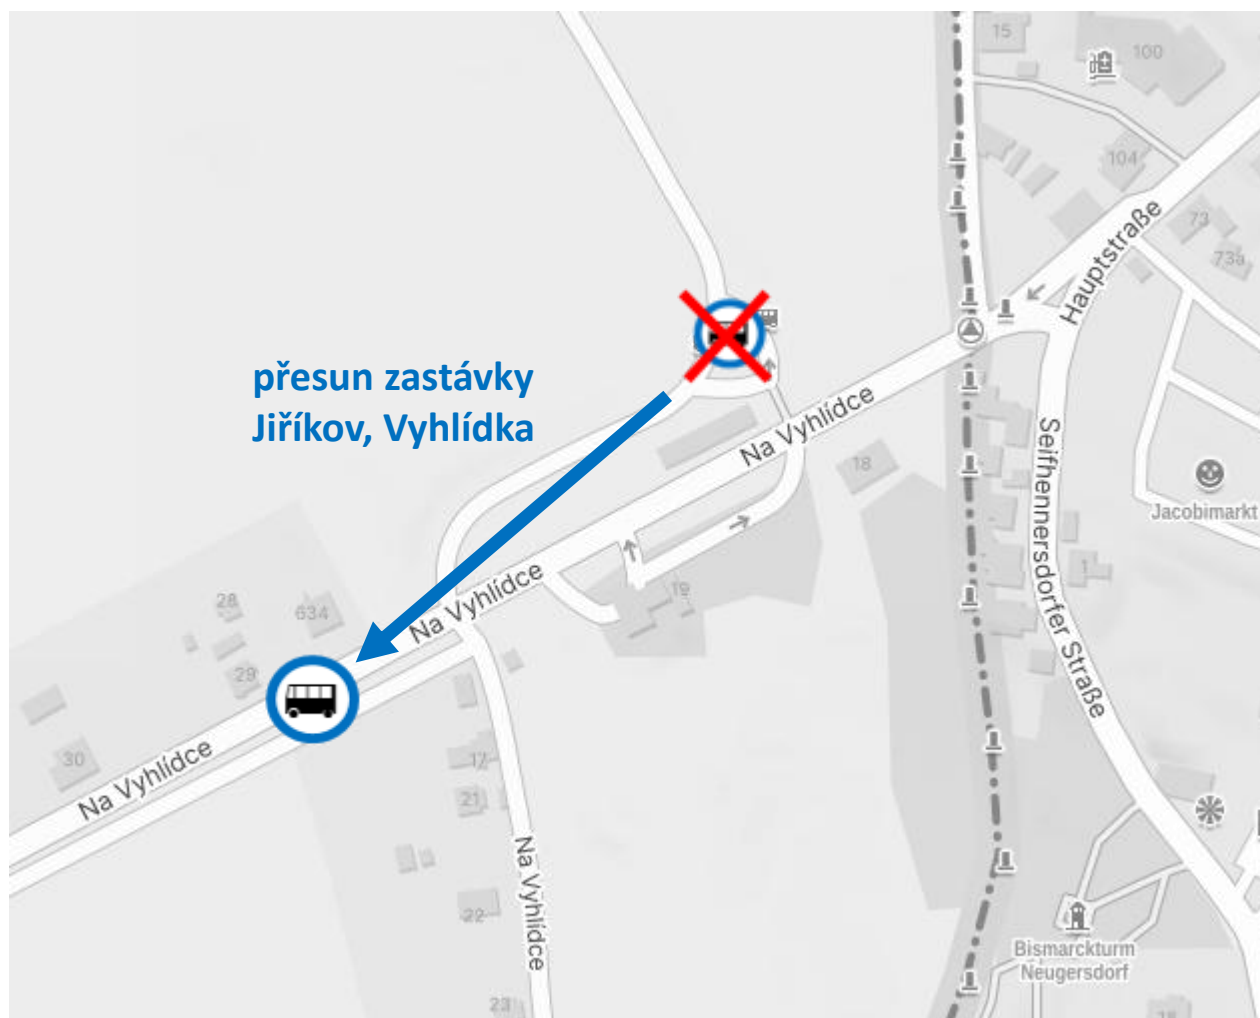 15
100
104
73
73a
Hauptstraße
přesun zastávky
Jiříkov, Vyhlídka
Na Vyhlídce
18
Seifhennersdorfer Straße
Jacobimarkt
Na Vyhlídce
1
19
28
634
29
30
Na Vyhlídce
17
21
Na Vyhlídce
22
Bismarckturm
Neugersdorf
23